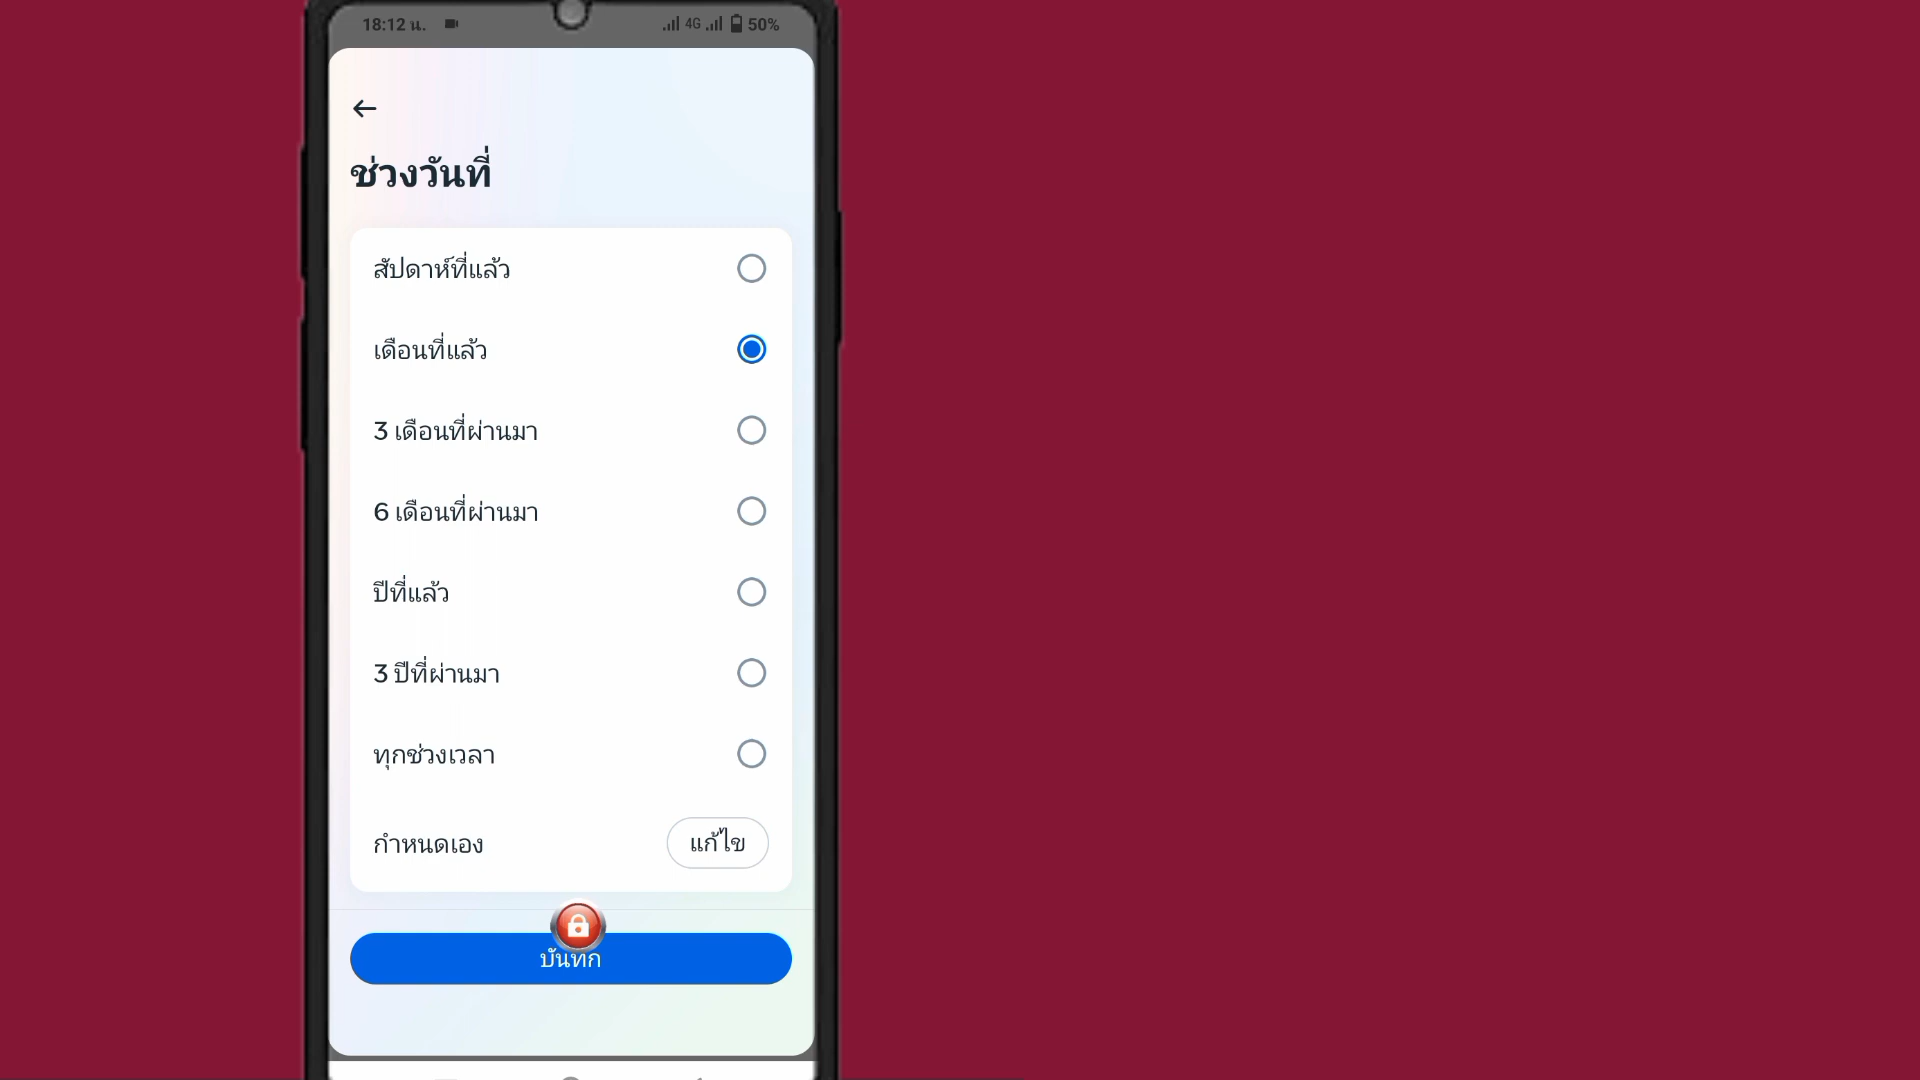 18:12 น.
4G
50%
ช่วงวันที่
สัปดาห์ที่แล้ว
เดือนที่แล้ว
3 เดือนที่ผ่านมา
6 เดือนที่ผ่านมา
ปีที่แล้ว
3 ปีที่ผ่านมา
ทุกช่วงเวลา
กำหนดเอง
แก้ไข
บันทึก